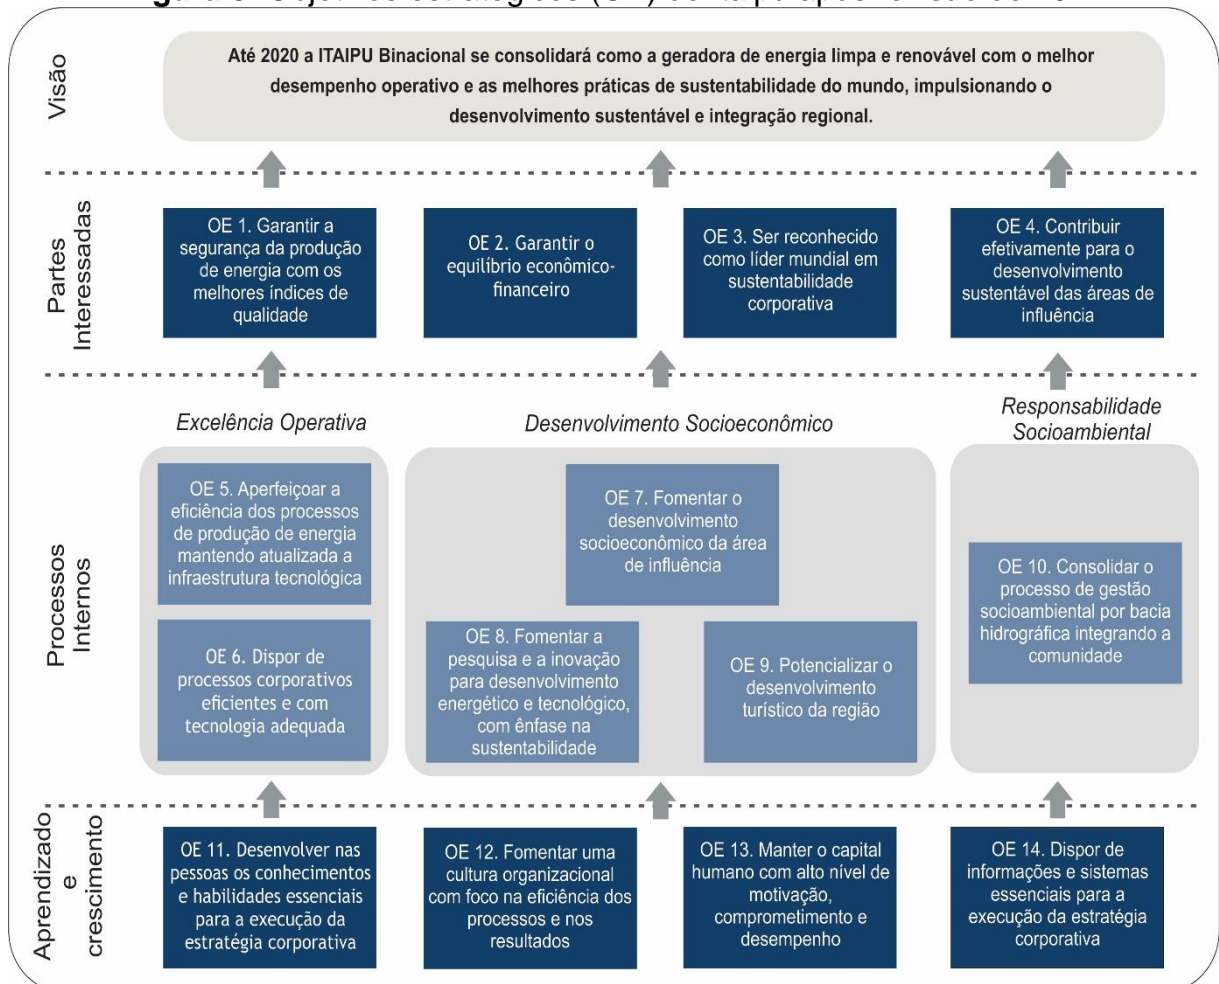 Até 2020 a ITAIPU Binacional se consolidará como a geradora de energia limpa e renovável com o melhor
desempenho operativo e as melhores práticas de sustentabilidade do mundo, impulsionando o
desenvolvimento sustentável e integração regional.
Visão
Partes
Interessadas
OE 1. Garantir a
segurança da produção
de energia com os
melhores índices de
qualidade
OE 2. Garantir o
equilíbrio econômico-
financeiro
OE 3. Ser reconhecido
como líder mundial em
sustentabilidade
corporativa
OE 4. Contribuir
efetivamente para o
desenvolvimento
sustentável das áreas de
influência
Processos
Internos
Excelência Operativa
OE 5. Aperfeiçoar a
eficiência dos processos
de produção de energia
mantendo atualizada a
infraestrutura tecnológica
OE 6. Dispor de
processos corporativos
eficientes e com
tecnologia adequada
Desenvolvimento Socioeconômico
OE 7. Fomentar o
desenvolvimento
socioeconômico da área
de influência
OE 8. Fomentar a
pesquisa e a inovação
para desenvolvimento
energético e tecnológico,
com ênfase na
sustentabilidade
OE 9. Potencializar o
desenvolvimento
turístico da região
Responsabilidade
Socioambiental
OE 10. Consolidar o
processo de gestão
socioambiental por bacia
hidrográfica integrando a
comunidade
Aprendizado
e
crescimento
OE 11. Desenvolver nas
pessoas os conhecimentos
e habilidades essenciais
para a execução da
estratégia corporativa
OE 12. Fomentar uma
cultura organizacional
com foco na eficiência dos
processos e nos
resultados
OE 13. Manter o capital
humano com alto nível de
motivação,
comprometimento e
desempenho
OE 14. Dispor de
informações e sistemas
essenciais para a
execução da estratégia
corporativa